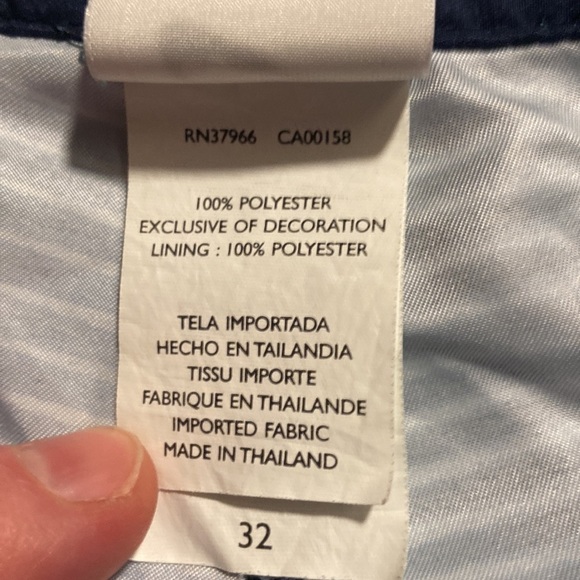 RN37966 CA00158
100% POLYESTER
EXCLUSIVE OF DECORATION
LINING : 100% POLYESTER
TELA IMPORTADA
HECHO EN TAILANDIA
TISSU IMPORTE
FABRIQUE EN THAILANDE
IMPORTED FABRIC
MADE IN THAILAND
32